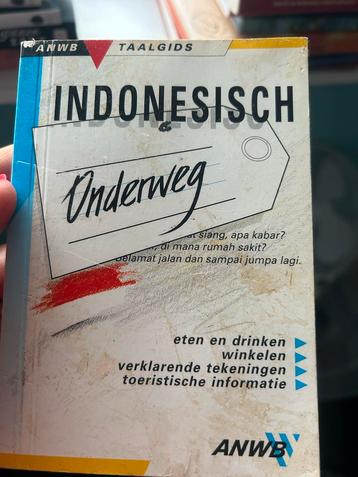 ANWB TAALGIDS
INDONESISCH
Onderweg
siang, apa kabar?
di mana rumah sakit?
Selamat jalan dan sampai jumpa lagi.
eten en drinken
winkelen
verklarende tekeningen
toeristische informatie
ANWB